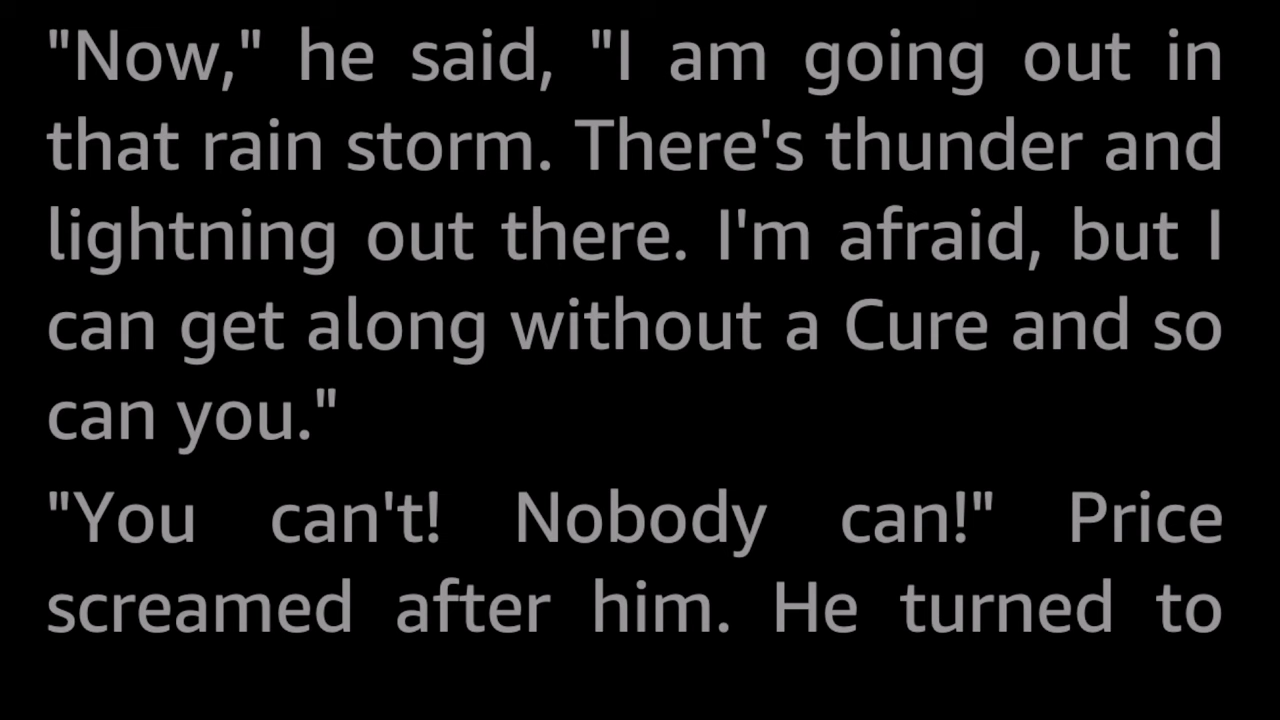 "Now," he said, "I am going out in
that rain storm. There's thunder and
lightning out there. I'm afraid, but I
can get along without a Cure and so
can you."
"You can't! Nobody can!" Price
screamed after him. He turned to